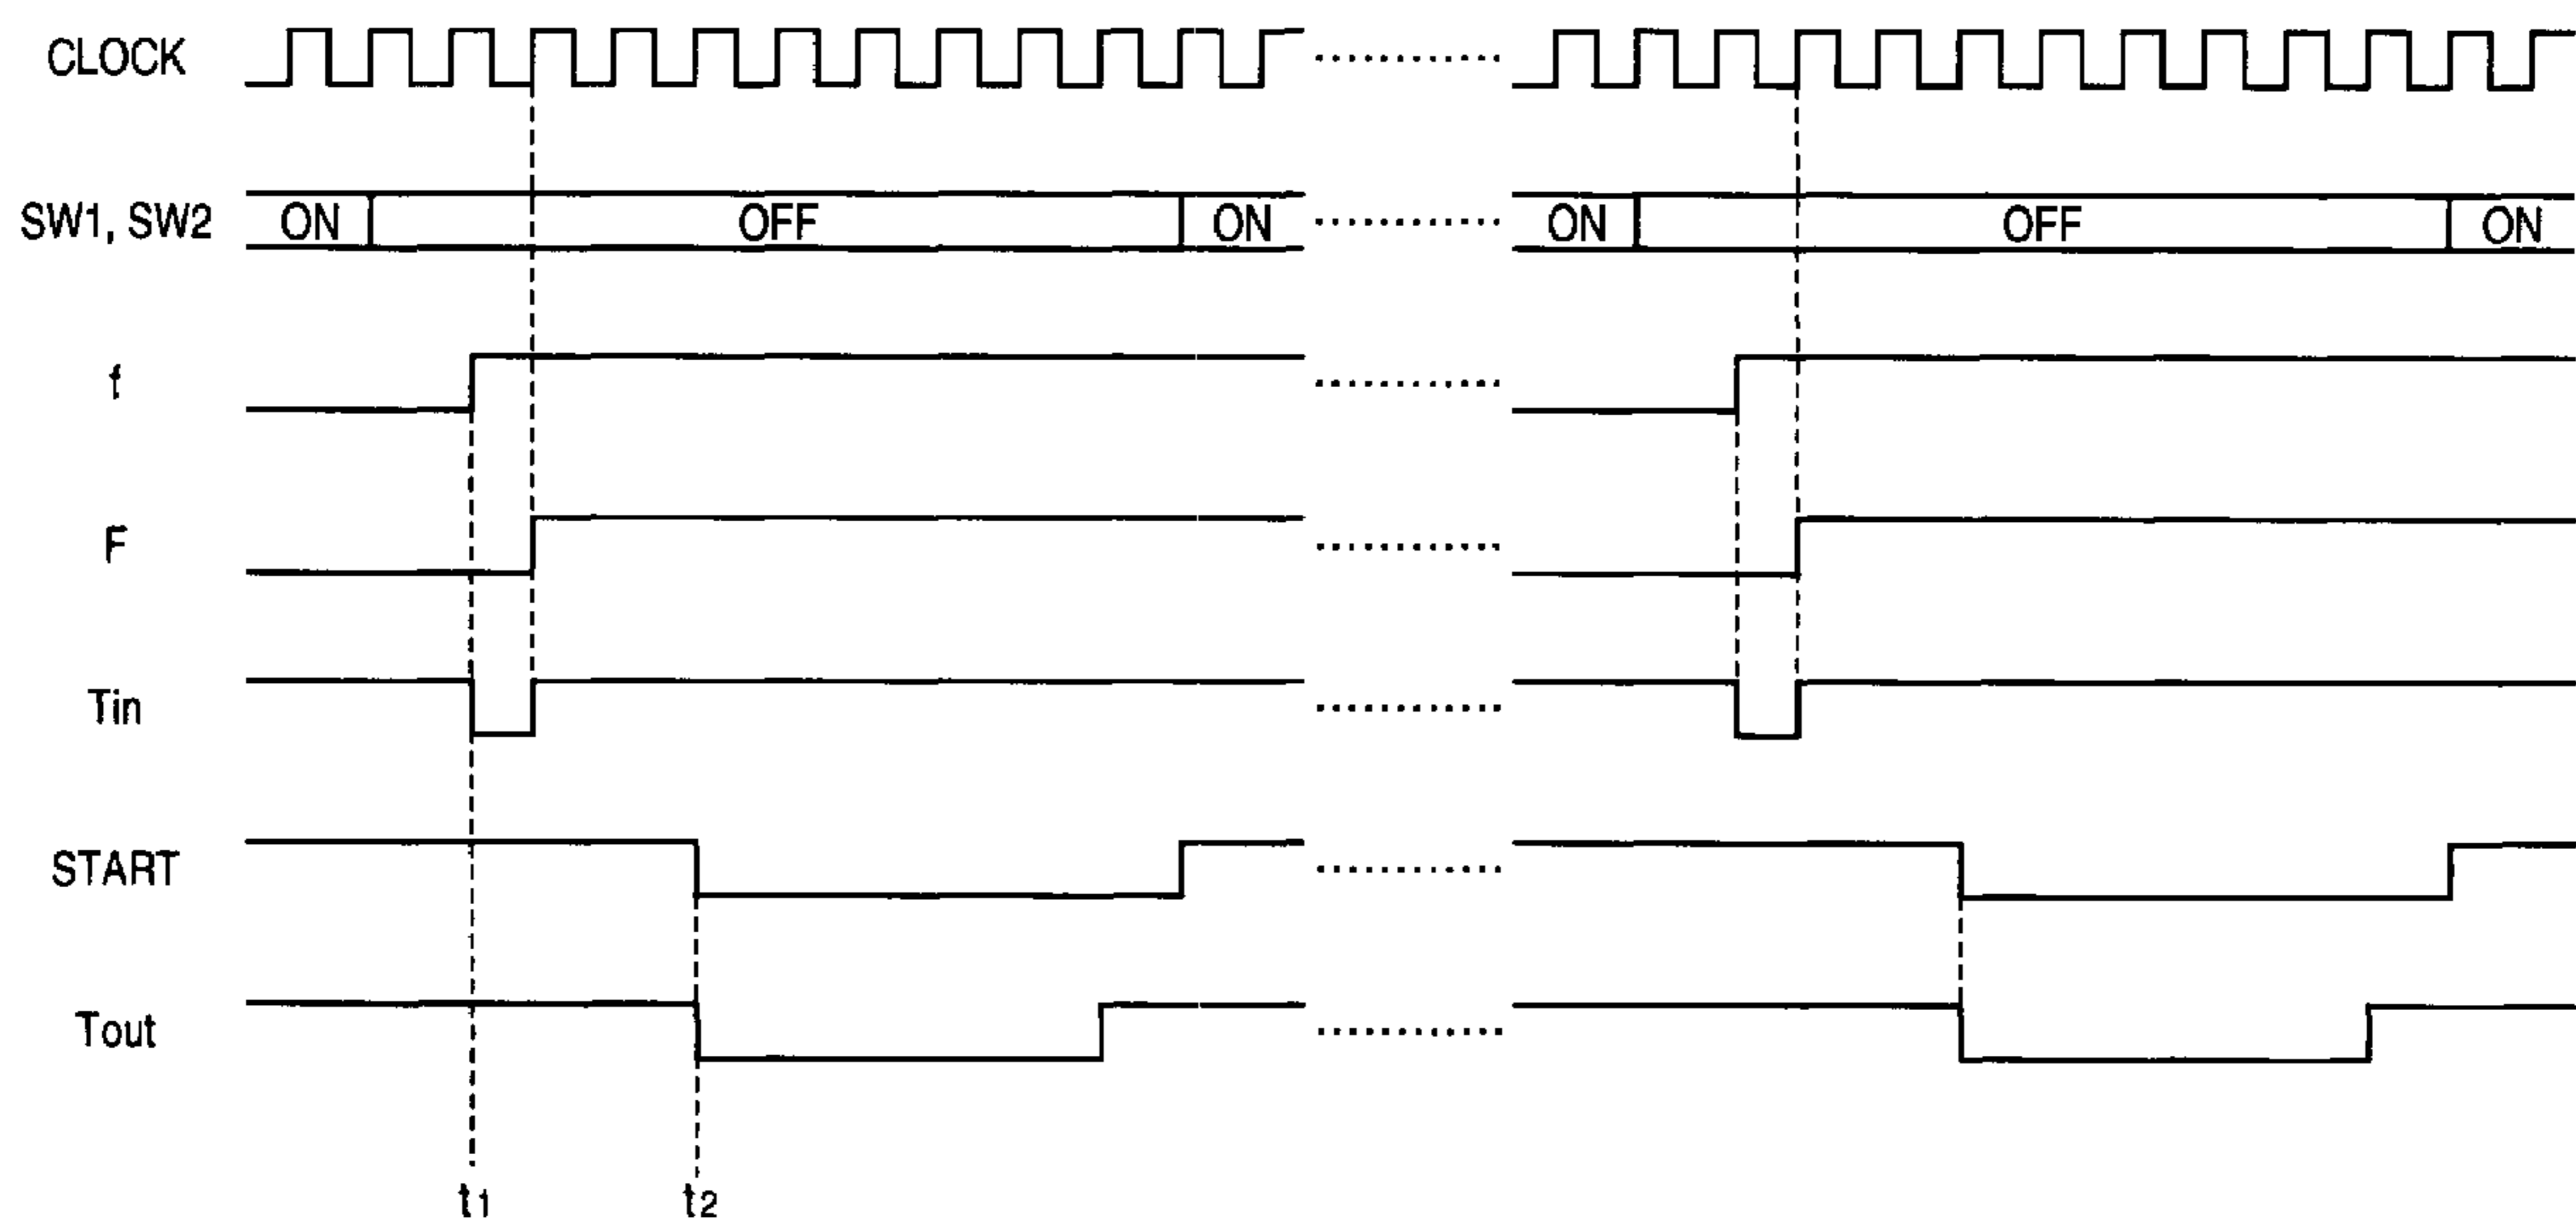 CLOCK
SW1, SW2 ON OFF ON ON OFF ON
f
F
Tin
START
Tout
t1 t2